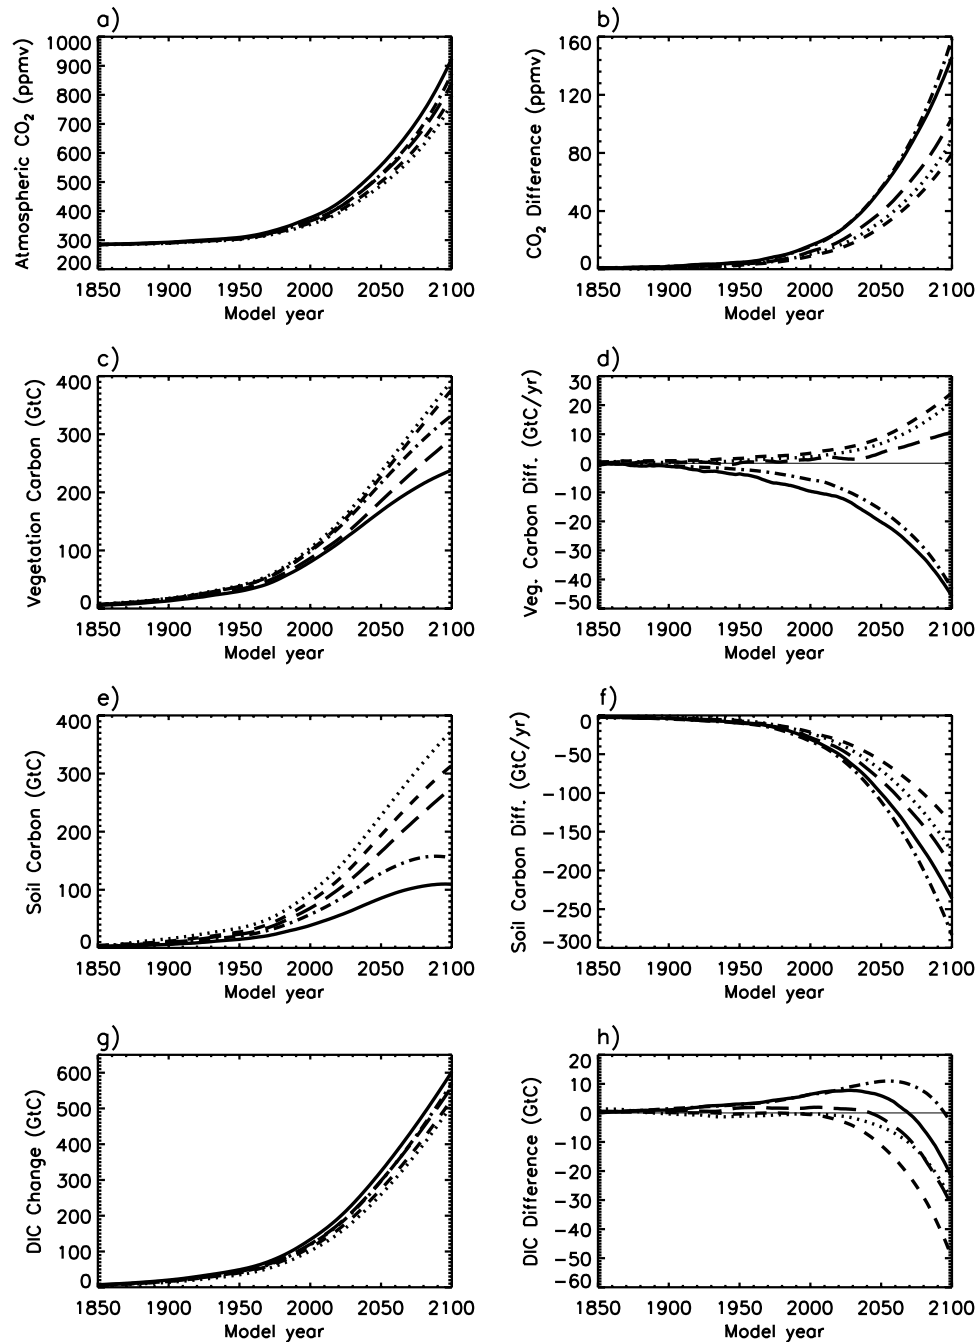 a)
1000
900
800
700
600
500
400
300
200
Atmospheric CO2 (ppmv)
1850 1900 1950 2000 2050 2100
Model year
b)
160
120
80
40
0
CO2 Difference (ppmv)
1850 1900 1950 2000 2050 2100
Model year
c)
400
300
200
100
0
Vegetation Carbon (GtC)
1850 1900 1950 2000 2050 2100
Model year
d)
30
20
10
0
-10
-20
-30
-40
-50
Veg. Carbon Diff. (GtC/yr)
1850 1900 1950 2000 2050 2100
Model year
e)
400
300
200
100
0
Soil Carbon (GtC)
1850 1900 1950 2000 2050 2100
Model year
f)
0
-50
-100
-150
-200
-250
-300
Soil Carbon Diff. (GtC/yr)
1850 1900 1950 2000 2050 2100
Model year
g)
600
500
400
300
200
100
0
DIC Change (GtC)
1850 1900 1950 2000 2050 2100
Model year
h)
20
10
0
-10
-20
-30
-40
-50
-60
DIC Difference (GtC)
1850 1900 1950 2000 2050 2100
Model year